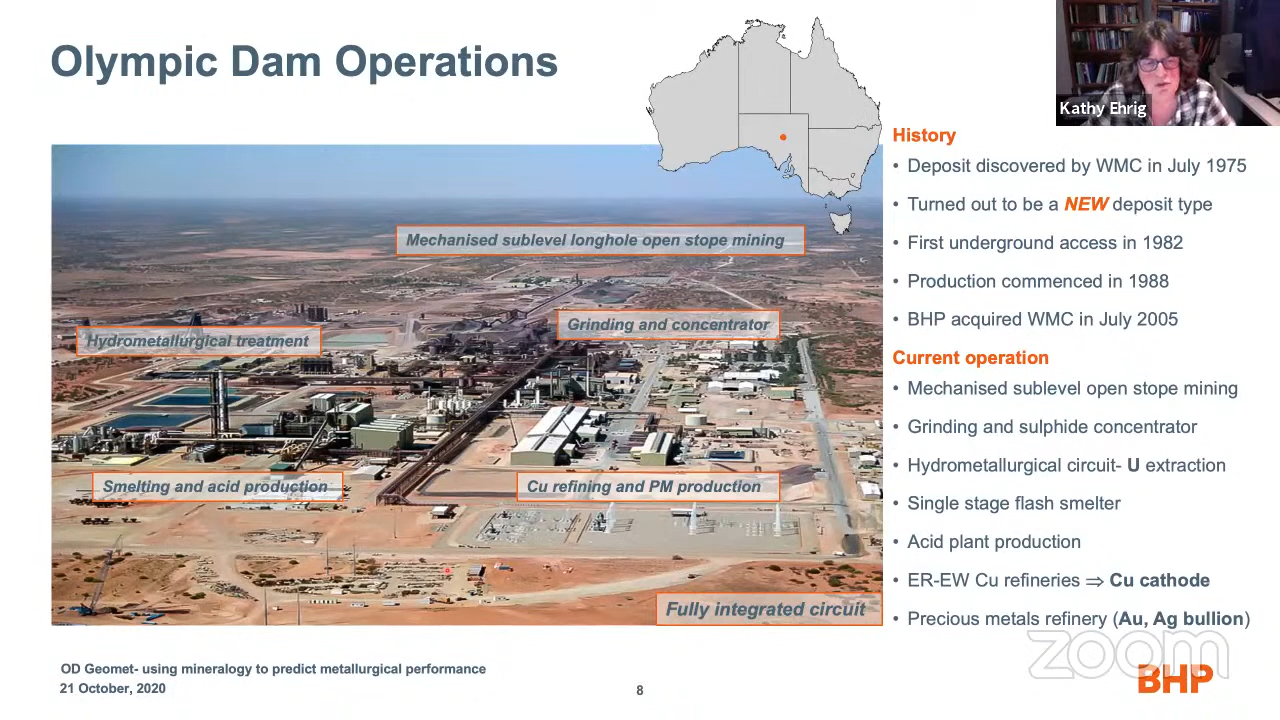 Olympic Dam Operations
Kathy Ehrig
Mechanised sublevel longhole open stope mining
Hydrometallurgical treatment
Grinding and concentrator
Smelting and acid production
Cu refining and PM production
Fully integrated circuit
History
• Deposit discovered by WMC in July 1975
• Turned out to be a NEW deposit type
• First underground access in 1982
• Production commenced in 1988
• BHP acquired WMC in July 2005
Current operation
• Mechanised sublevel open stope mining
• Grinding and sulphide concentrator
• Hydrometallurgical circuit- U extraction
• Single stage flash smelter
• Acid plant production
• ER-EW Cu refineries ⇒ Cu cathode
• Precious metals refinery (Au, Ag bullion)
OD Geomet- using mineralogy to predict metallurgical performance
21 October, 2020
8
zoom
BHP